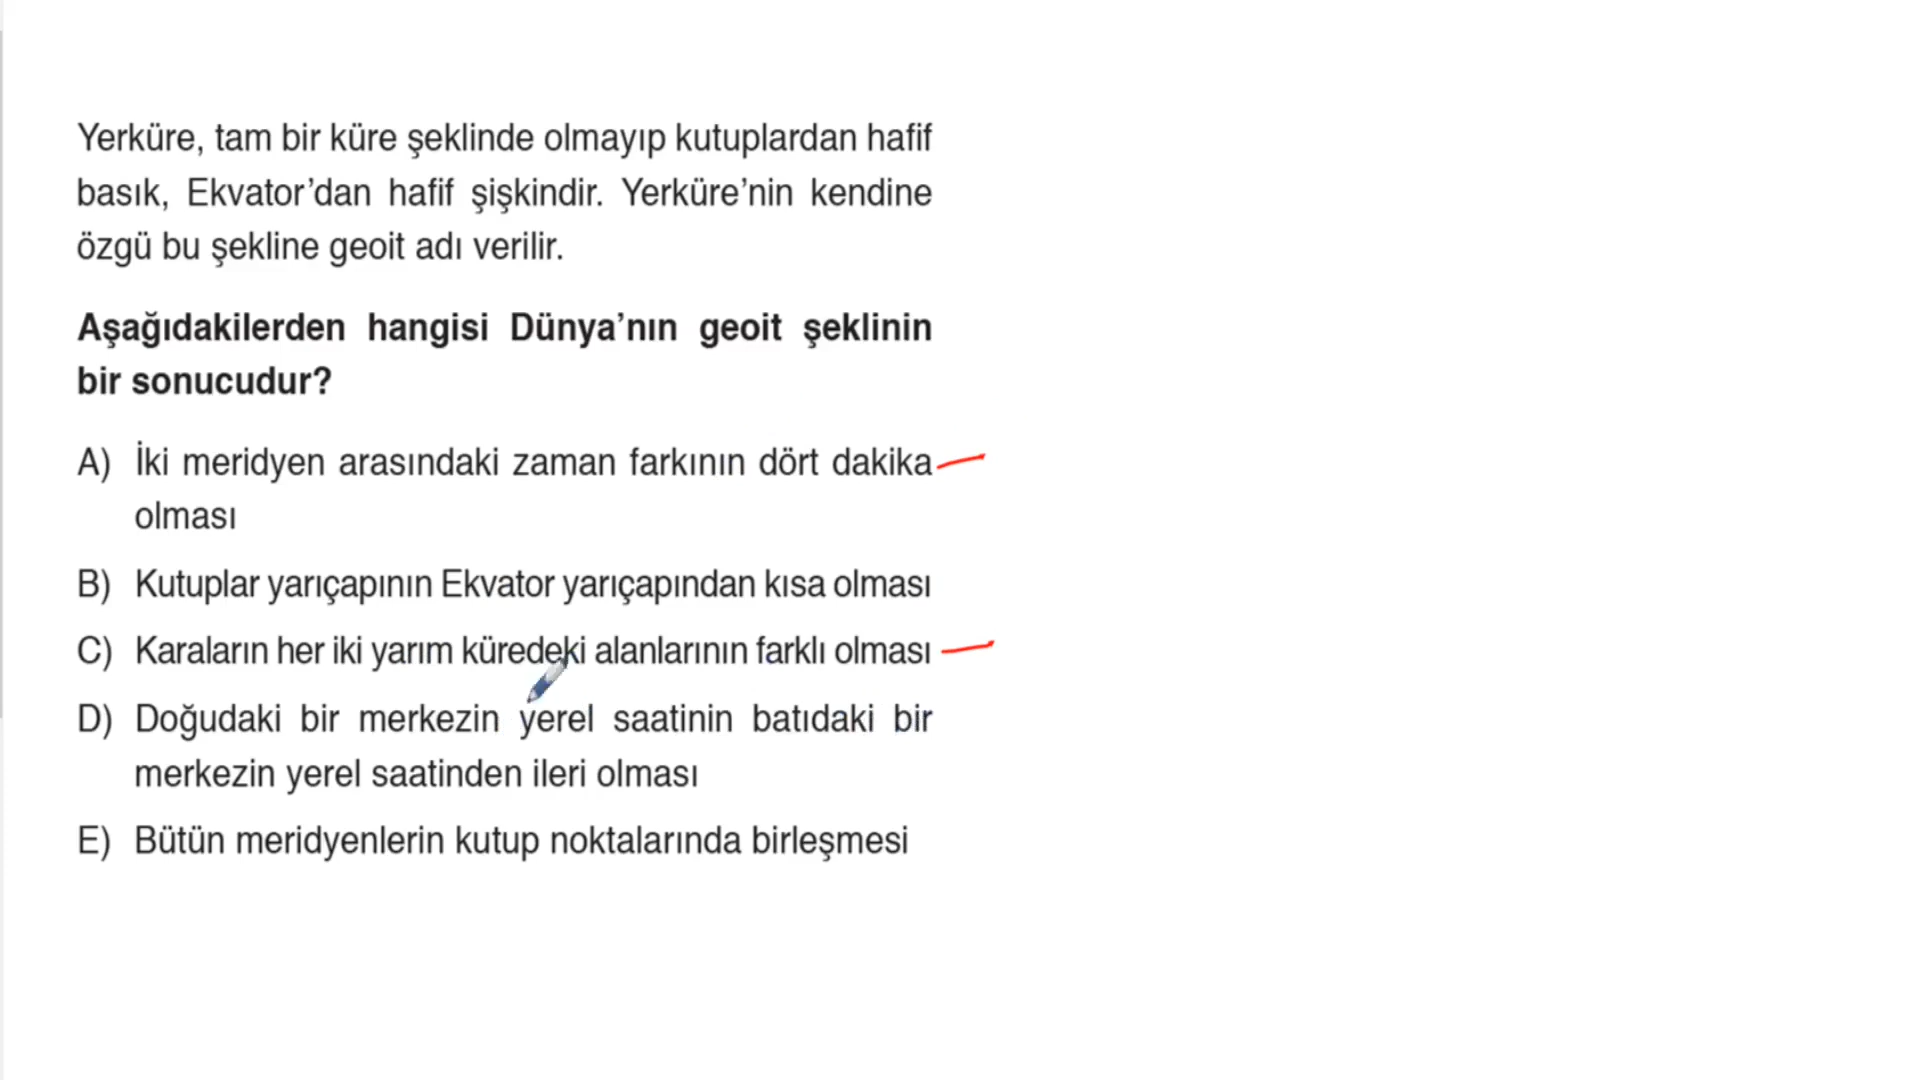 Yerküre, tam bir küre şeklinde olmayıp kutuplardan hafif
basık, Ekvator’dan hafif şişkindir. Yerküre’nin kendine
özgü bu şekline geoit adı verilir.
Aşağıdakilerden hangisi Dünya’nın geoit şeklinin
bir sonucudur?
A) İki meridyen arasındaki zaman farkının dört dakika
olması
B) Kutuplar yarıçapının Ekvator yarıçapından kısa olması
C) Karaların her iki yarım küredeki alanlarının farklı olması
D) Doğudaki bir merkezin yerel saatinin batıdaki bir
merkezin yerel saatinden ileri olması
E) Bütün meridyenlerin kutup noktalarında birleşmesi